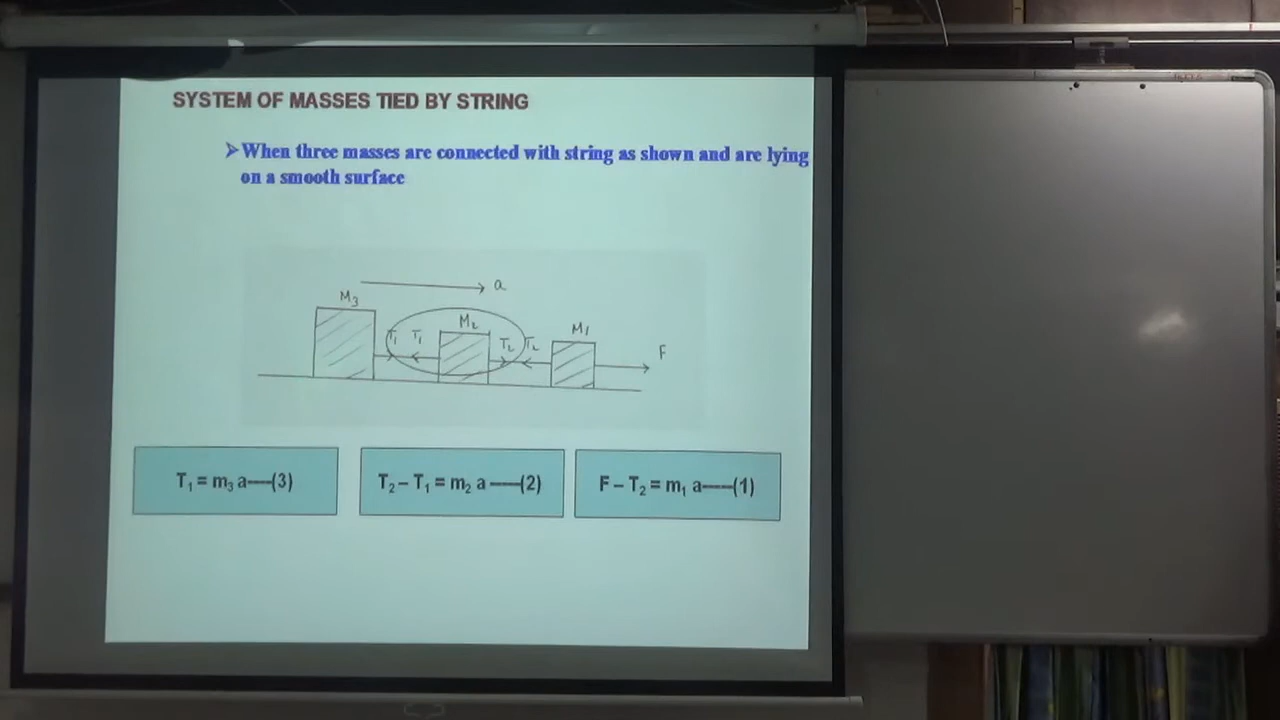 SYSTEM OF MASSES TIED BY STRING
➢When three masses are connected with string as shown and are lying
on a smooth surface
a
M₃
M₂
M₁
T₁ T₁
T₂ T₂
F
T₁ = m₃ a—(3)
T₂ – T₁ = m₂ a —(2)
F – T₂ = m₁ a—(1)